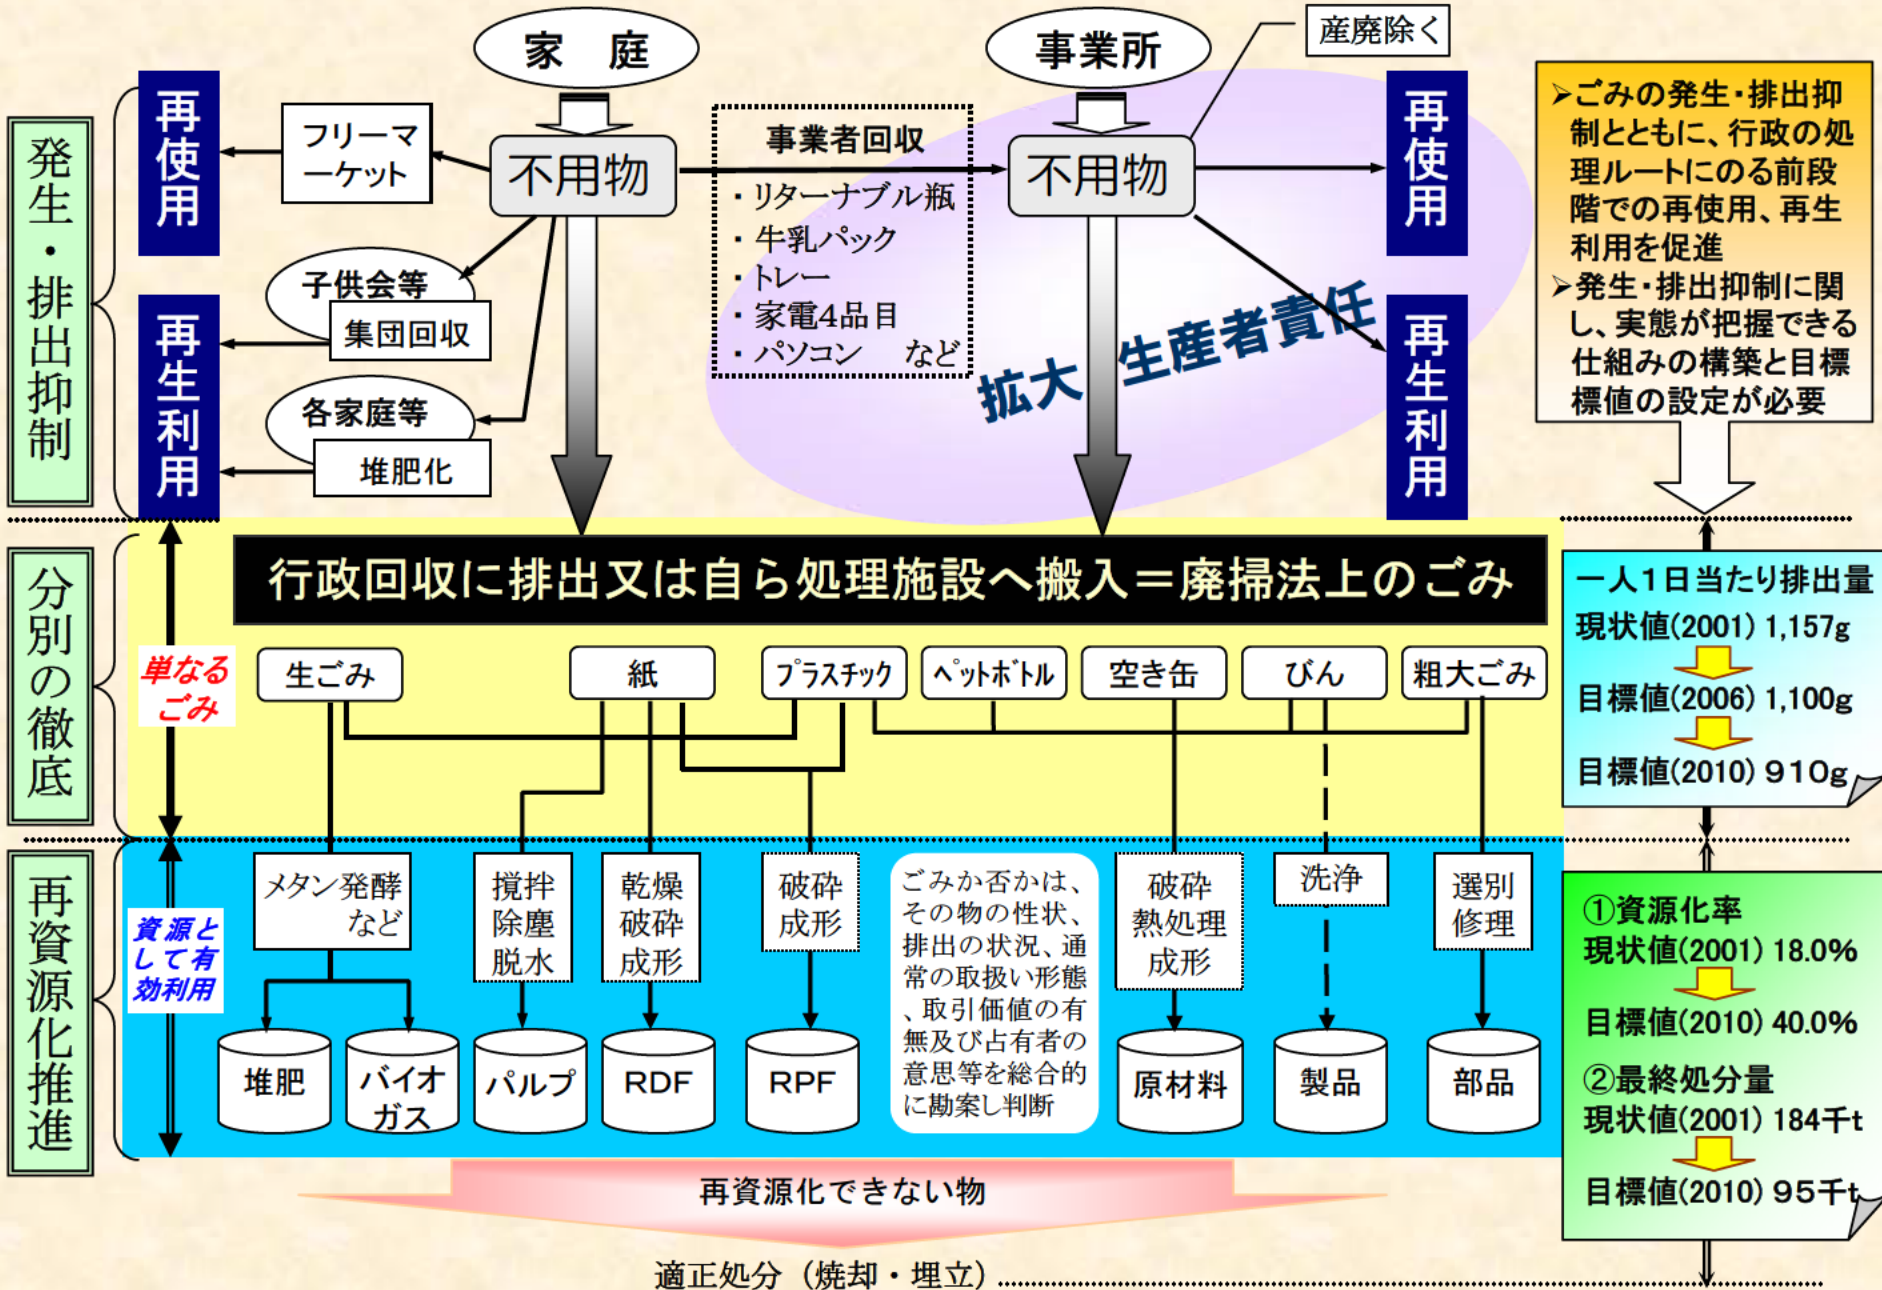 家 庭
事業所
産廃除く
発生・排出抑制
再使用
フリーマ
ーケット
不用物
事業者回収
・リターナブル瓶
・牛乳パック
・トレー
・家電4品目
・パソコン など
不用物
再使用
子供会等
集団回収
再生利用
各家庭等
堆肥化
拡大 生産者責任
再生利用
➢ごみの発生・排出抑
制とともに、行政の処
理ルートにのる前段
階での再使用、再生
利用を促進
➢発生・排出抑制に関
し、実態が把握できる
仕組みの構築と目標
標値の設定が必要
分別の徹底
単なる
ごみ
行政回収に排出又は自ら処理施設へ搬入＝廃掃法上のごみ
生ごみ
紙
プラスチック
ペットボトル
空き缶
びん
粗大ごみ
一人1日当たり排出量
現状値(2001) 1,157g
目標値(2006) 1,100g
目標値(2010) 910g
再資源化推進
資源と
して有
効利用
メタン発酵
など
攪拌
除塵
脱水
乾燥
破砕
成形
破砕
成形
ごみか否かは、
その物の性状、
排出の状況、通
常の取扱い形態
、取引価値の有
無及び占有者の
意思等を総合的
に勘案し判断
破砕
熱処理
成形
洗浄
選別
修理
堆肥
バイオ
ガス
パルプ
RDF
RPF
原材料
製品
部品
①資源化率
現状値(2001) 18.0%
目標値(2010) 40.0%
②最終処分量
現状値(2001) 184千t
目標値(2010) 95千t
再資源化できない物
適正処分（焼却・埋立）